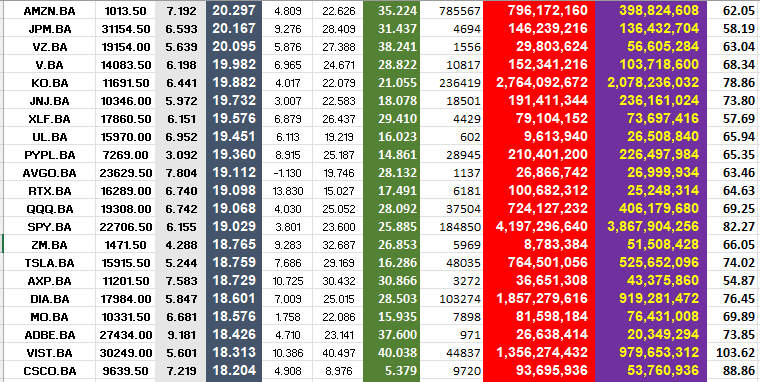 AMZN.BA 1013.50 7.192 20.297 4.809 22.626 35.224 785567 796,172,160 398,824,608 62.05
JPM.BA 31154.50 6.593 20.167 9.276 28.409 31.437 4694 146,239,216 136,432,704 58.19
VZ.BA 19154.00 5.639 20.095 5.876 27.388 38.241 1556 29,803,624 56,605,284 63.04
V.BA 14083.50 6.198 19.982 6.965 24.671 28.822 10817 152,341,216 103,718,600 68.34
KO.BA 11691.50 6.441 19.882 4.017 22.079 21.055 236419 2,764,092,672 2,078,236,032 78.86
JNJ.BA 10346.00 5.972 19.732 3.007 22.583 18.078 18501 191,411,344 236,161,024 73.80
XLF.BA 17860.50 6.151 19.576 6.879 26.437 29.410 4429 79,104,152 73,697,416 57.69
UL.BA 15970.00 6.952 19.451 6.113 19.219 16.023 602 9,613,940 26,508,840 65.94
PYPL.BA 7269.00 3.092 19.360 8.915 25.187 14.861 28945 210,401,200 226,497,984 65.35
AVGO.BA 23629.50 7.804 19.112 -1.130 19.746 28.132 1137 26,866,742 26,999,934 63.46
RTX.BA 16289.00 6.740 19.098 13.830 15.027 17.491 6181 100,682,312 25,248,314 64.63
QQQ.BA 19308.00 6.742 19.068 4.030 25.052 28.092 37504 724,127,232 406,179,680 69.25
SPY.BA 22706.50 6.155 19.029 3.801 23.600 25.885 184850 4,197,296,640 3,867,904,256 82.27
ZM.BA 1471.50 4.288 18.765 9.283 32.687 26.853 5969 8,783,384 51,508,428 66.05
TSLA.BA 15915.50 5.244 18.759 7.686 29.169 16.286 48035 764,501,056 525,652,096 74.02
AXP.BA 11201.50 7.583 18.729 10.725 30.432 30.866 3272 36,651,308 43,375,860 54.87
DIA.BA 17984.00 5.847 18.601 7.009 25.015 28.503 103274 1,857,279,616 919,281,472 76.45
MO.BA 10331.50 6.681 18.576 1.758 22.086 15.935 7898 81,598,184 76,431,008 69.89
ADBE.BA 27434.00 9.181 18.426 4.710 23.141 37.600 971 26,638,414 20,349,294 73.85
VIST.BA 30249.00 5.601 18.313 10.386 40.497 40.038 44837 1,356,274,432 979,653,312 103.62
CSCO.BA 9639.50 7.219 18.204 4.908 8.976 5.379 9720 93,695,936 53,760,936 88.86